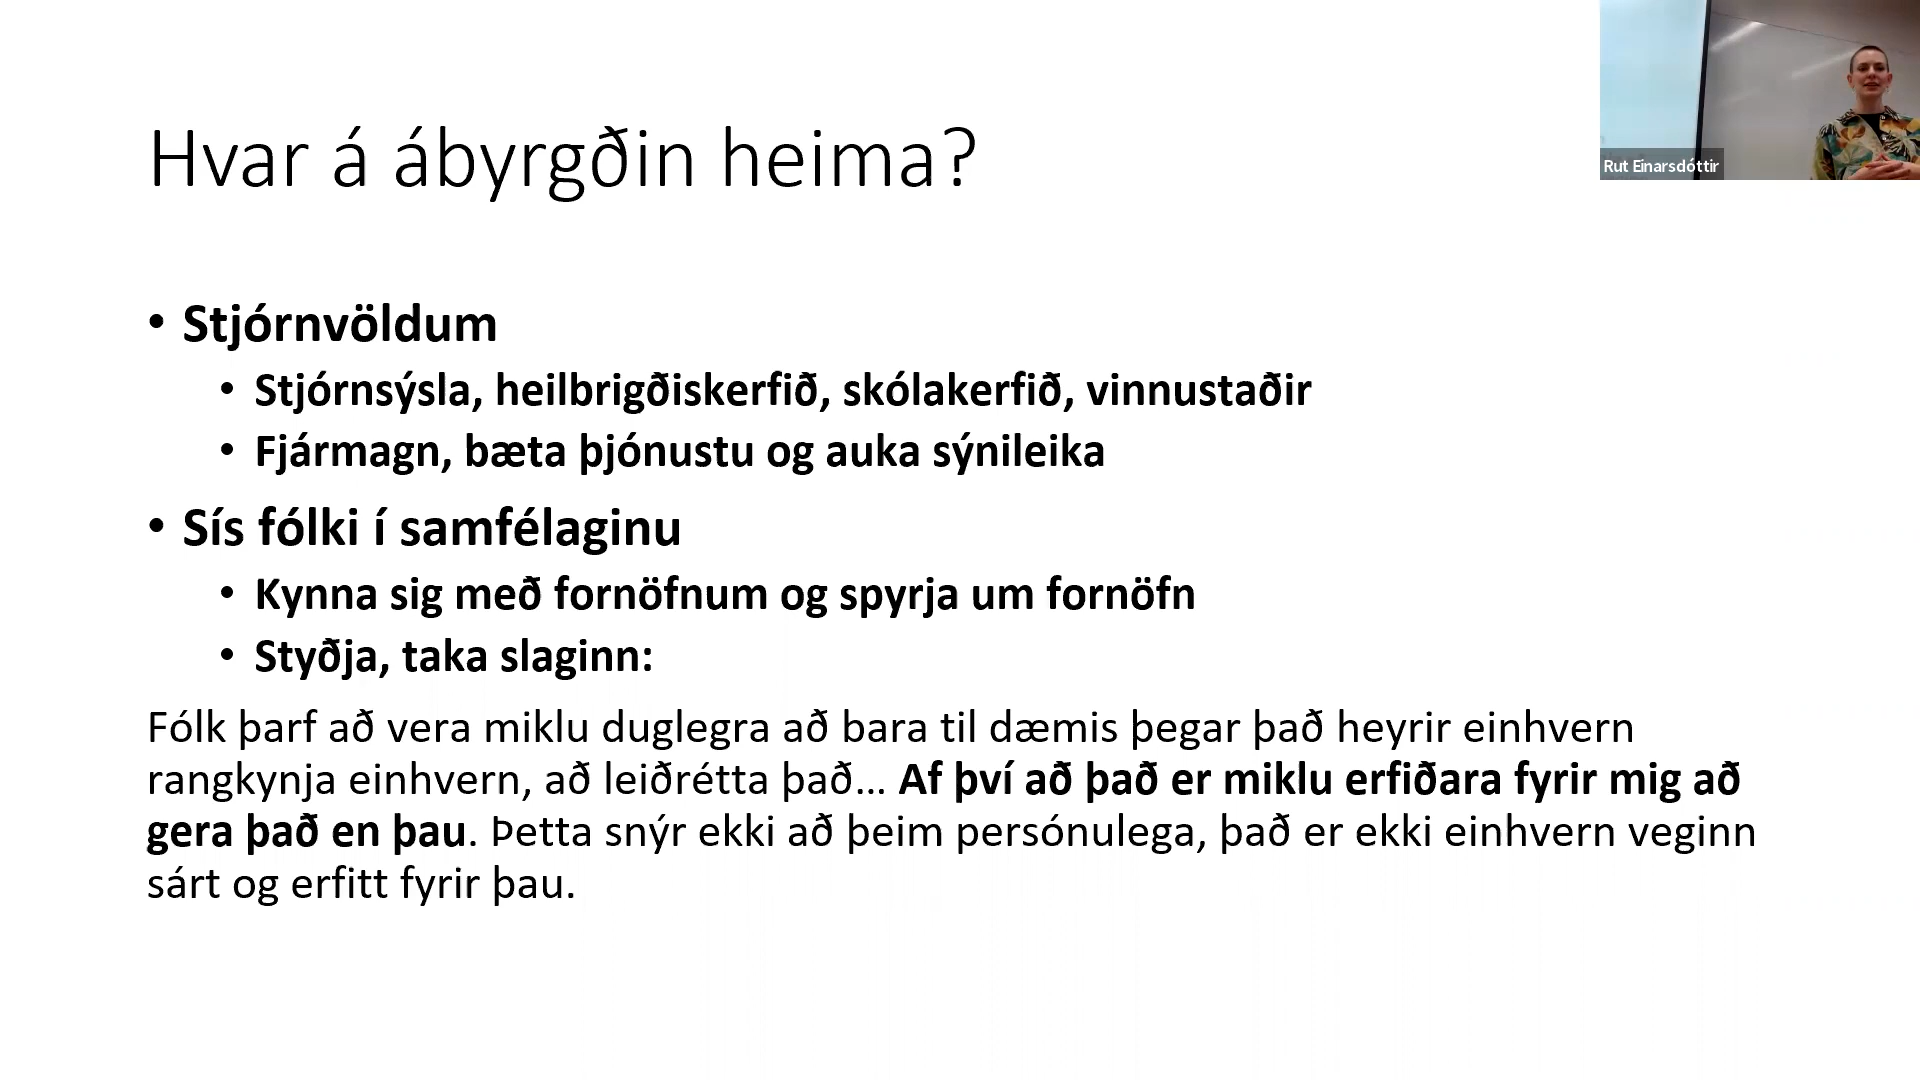 Hvar á ábyrgðin heima?
Rut Einarsdóttir
• Stjórnvöldum
• Stjórnsýsla, heilbrigðiskerfið, skólakerfið, vinnustaðir
• Fjármagn, bæta þjónustu og auka sýnileika
• Sís fólki í samfélaginu
• Kynna sig með fornöfnum og spyrja um fornöfn
• Styðja, taka slaginn:
Fólk þarf að vera miklu duglegra að bara til dæmis þegar það heyrir einhvern
rangkynja einhvern, að leiðrétta það... Af því að það er miklu erfiðara fyrir mig að
gera það en þau. Þetta snýr ekki að þeim persónulega, það er ekki einhvern veginn
sárt og erfitt fyrir þau.